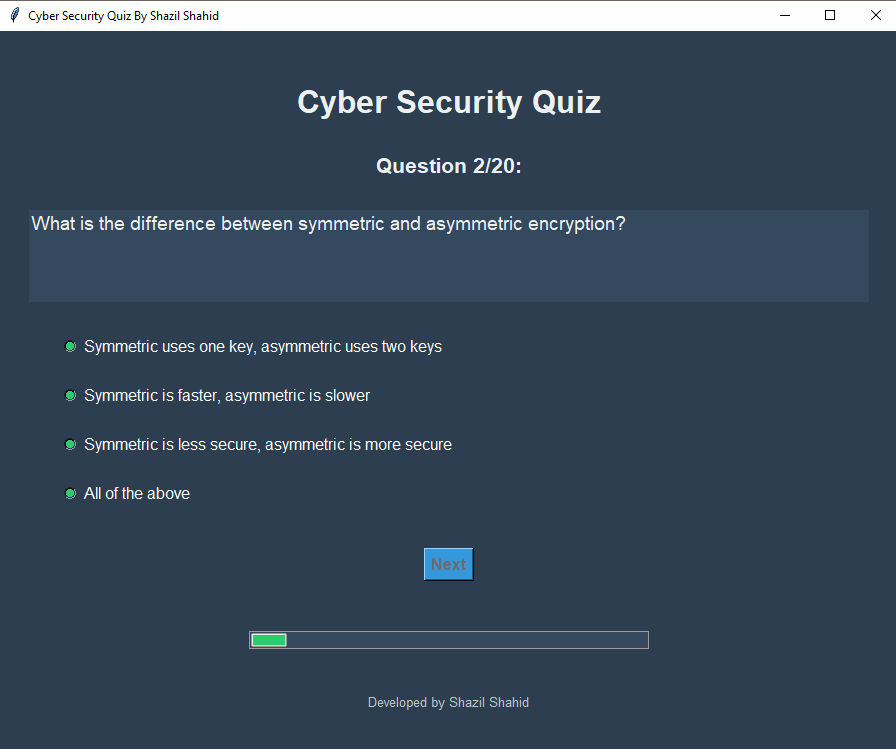 Cyber Security Quiz By Shazil Shahid
Cyber Security Quiz
Question 2/20:
What is the difference between symmetric and asymmetric encryption?
Symmetric uses one key, asymmetric uses two keys
Symmetric is faster, asymmetric is slower
Symmetric is less secure, asymmetric is more secure
All of the above
Next
Developed by Shazil Shahid